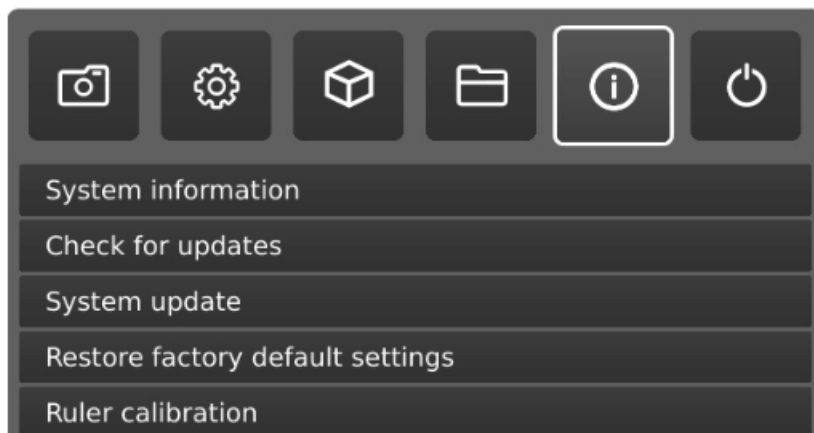 System information
Check for updates
System update
Restore factory default settings
Ruler calibration